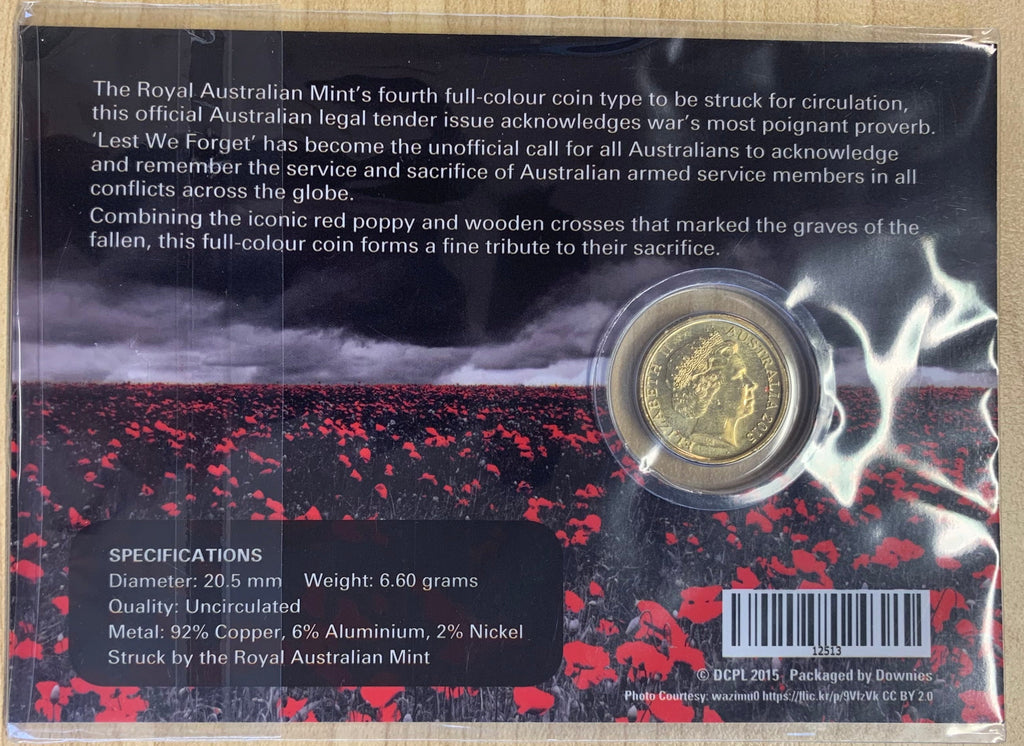 The Royal Australian Mint's fourth full-colour coin type to be struck for circulation,
this official Australian legal tender issue acknowledges war's most poignant proverb.
'Lest We Forget' has become the unofficial call for all Australians to acknowledge
and remember the service and sacrifice of Australian armed service members in all
conflicts across the globe.
Combining the iconic red poppy and wooden crosses that marked the graves of the
fallen, this full-colour coin forms a fine tribute to their sacrifice.
ELIZABETH II AUSTRALIA 2015
SPECIFICATIONS
Diameter: 20.5 mm Weight: 6.60 grams
Quality: Uncirculated
Metal: 92% Copper, 6% Aluminium, 2% Nickel
Struck by the Royal Australian Mint
12513
© DCPL 2015 Packaged by Downies
Photo Courtesy: wazimu0 https://flic.kr/p/9VfzVk CC BY 2.0